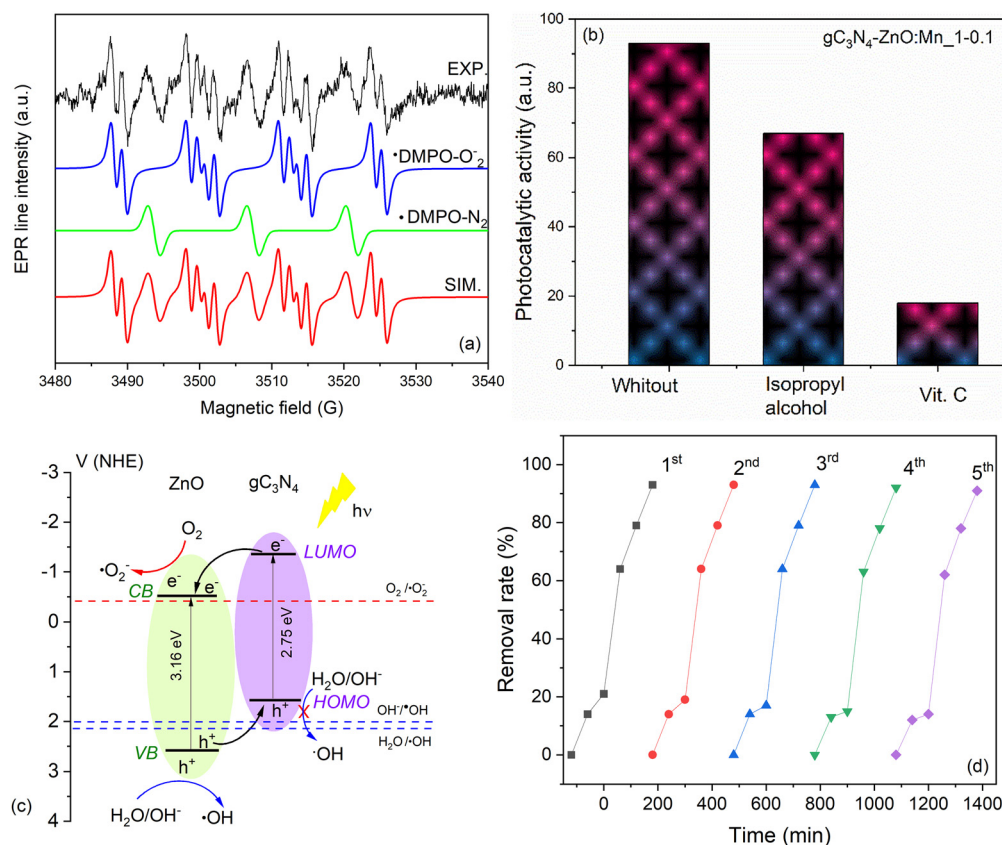 EXP.
•DMPO-O⁻₂
•DMPO-N₂
SIM.
(a)
EPR line intensity (a.u.)
3480 3490 3500 3510 3520 3530 3540
Magnetic field (G)
(b)
gC₃N₄-ZnO:Mn_1-0.1
Photocatalytic activity (a.u.)
100
80
60
40
20
0
Whitout
Isopropyl
alcohol
Vit. C
V (NHE)
-3
-2
-1
0
1
2
3
4
ZnO
gC₃N₄
hν
O₂
•O₂⁻
e⁻
LUMO
e⁻
e⁻
CB
O₂/•O₂⁻
3.16 eV
2.75 eV
H₂O/OH⁻
HOMO
h⁺
X
OH⁻/•OH
H₂O/•OH
•OH
h⁺
VB
h⁺
H₂O/OH⁻
•OH
(c)
Removal rate (%)
100
80
60
40
20
0
1ˢᵗ
2ⁿᵈ
3ʳᵈ
4ᵗʰ
5ᵗʰ
(d)
0 200 400 600 800 1000 1200 1400
Time (min)